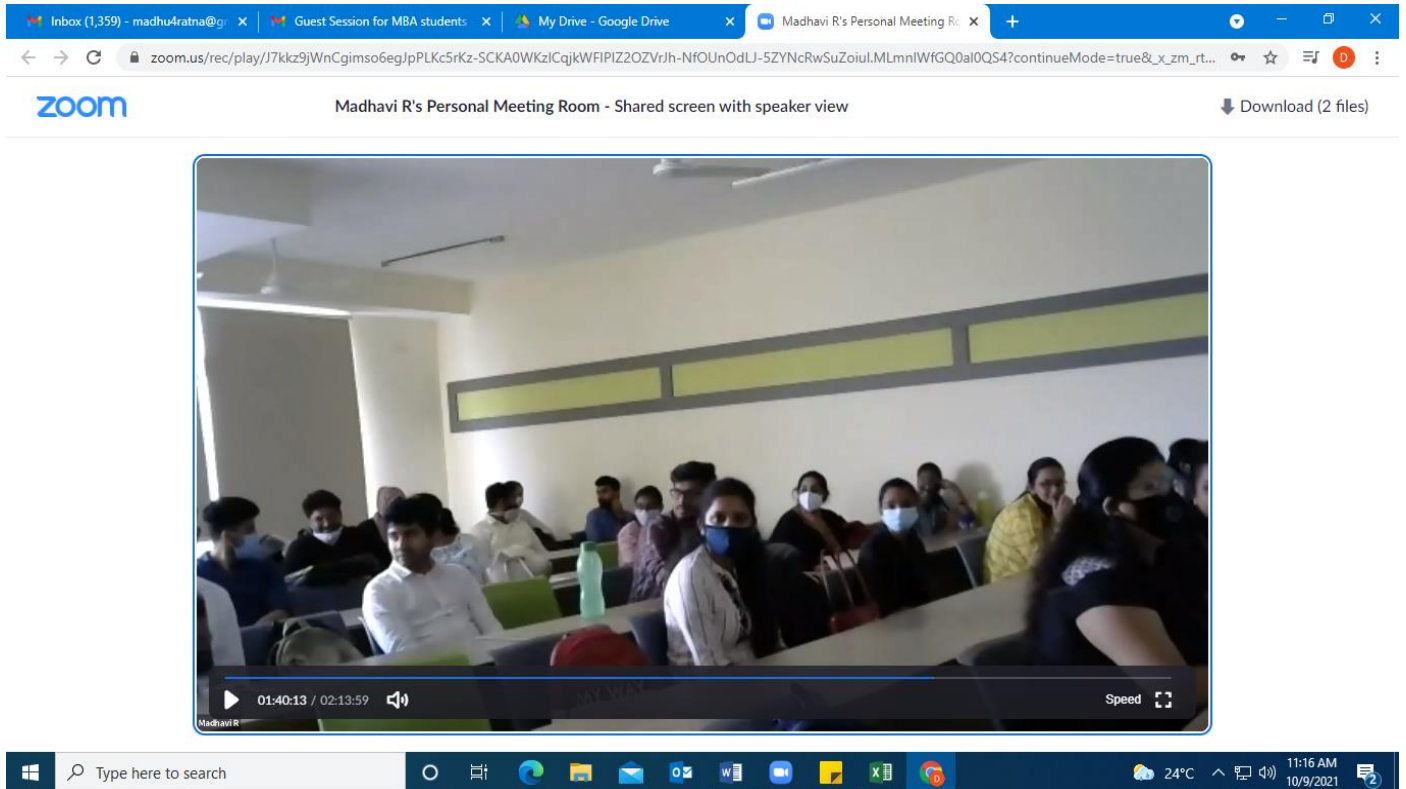 Inbox (1,359) - madhu4ratna@gr
Guest Session for MBA students
My Drive - Google Drive
Madhavi R's Personal Meeting Ro
zoom.us/rec/play/J7kkz9jWnCgimso6egJpPLKc5rKz-SCKA0WKzlCqjkWFIPIZ2OZVrJh-NfOUnOdLJ-5ZYNcRwSuZoiul.MLmnIWfGQ0al0QS4?continueMode=true&_x_zm_rt...
D
zoom
Madhavi R's Personal Meeting Room - Shared screen with speaker view
Download (2 files)
01:40:13 / 02:13:59
Speed
Madhavi R
Type here to search
24°C
11:16 AM
10/9/2021
2